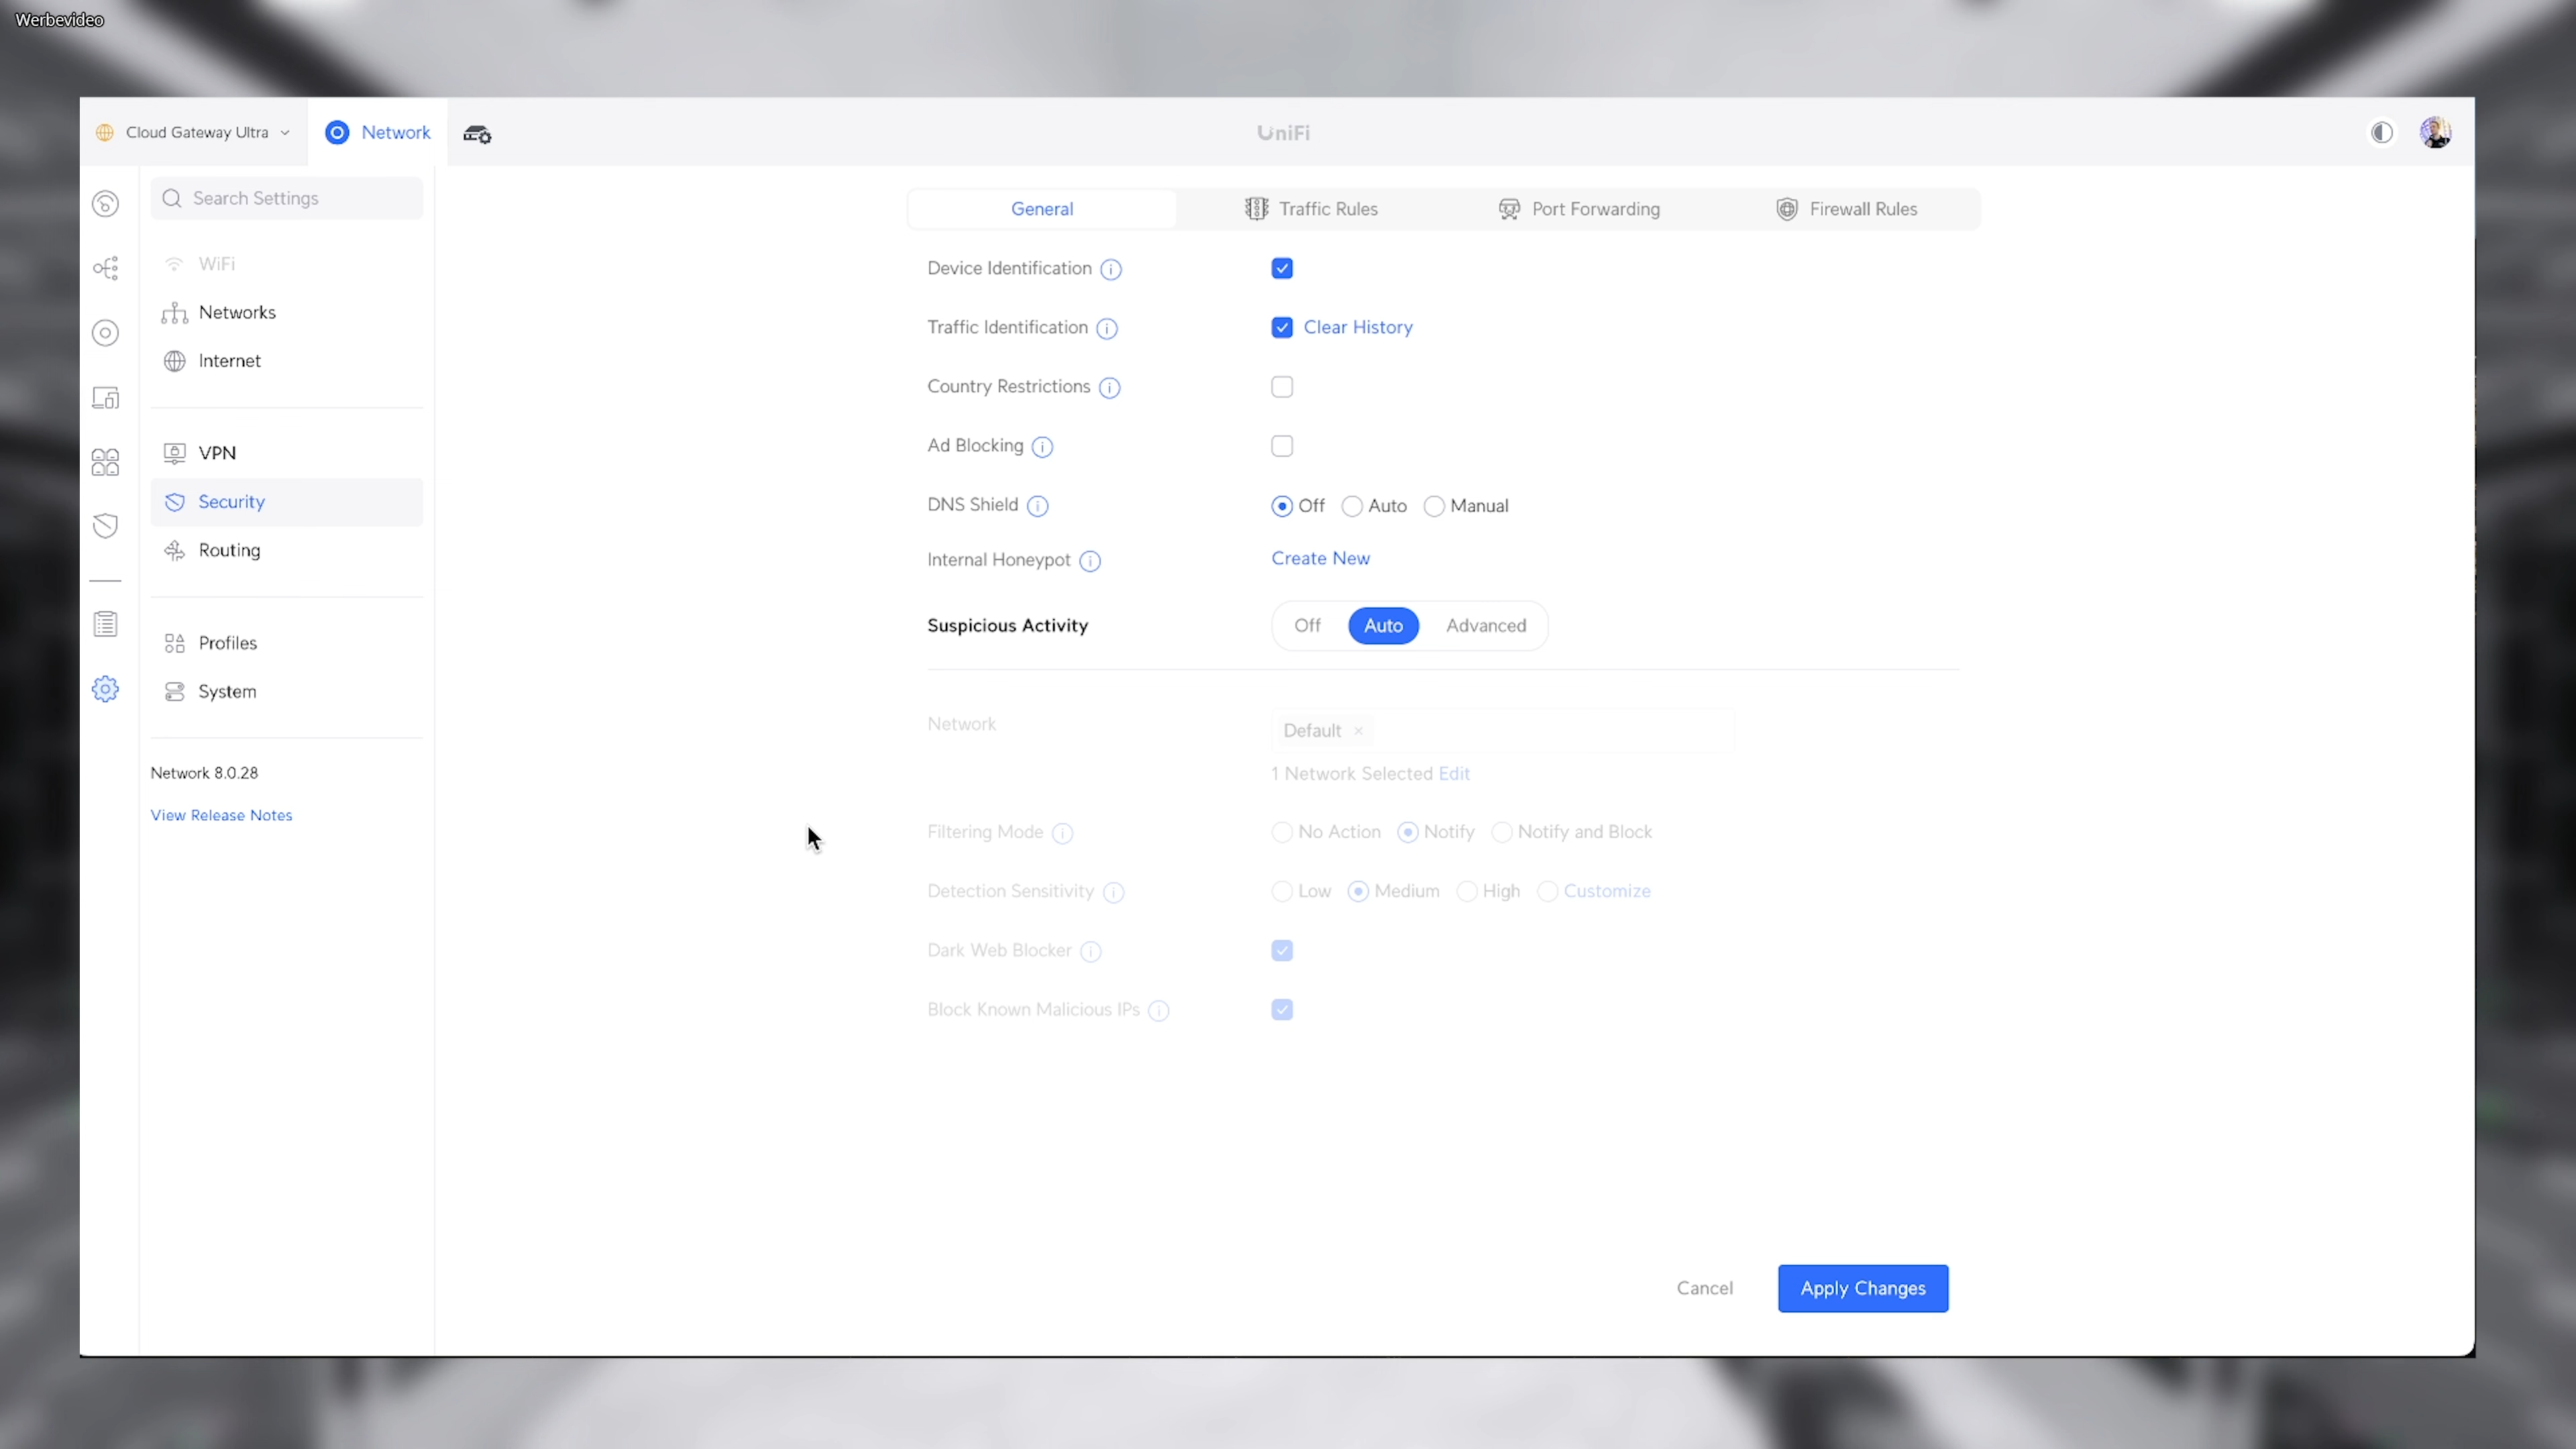 Werbevideo
Cloud Gateway Ultra
Network
UniFi
Search Settings
WiFi
Networks
Internet
VPN
Security
Routing
Profiles
System
Network 8.0.28
View Release Notes
General
Traffic Rules
Port Forwarding
Firewall Rules
Device Identification
Traffic Identification Clear History
Country Restrictions
Ad Blocking
DNS Shield Off Auto Manual
Internal Honeypot Create New
Suspicious Activity Off Auto Advanced
Network Default
1 Network Selected Edit
Filtering Mode No Action Notify Notify and Block
Detection Sensitivity Low Medium High Customize
Dark Web Blocker
Block Known Malicious IPs
Cancel Apply Changes